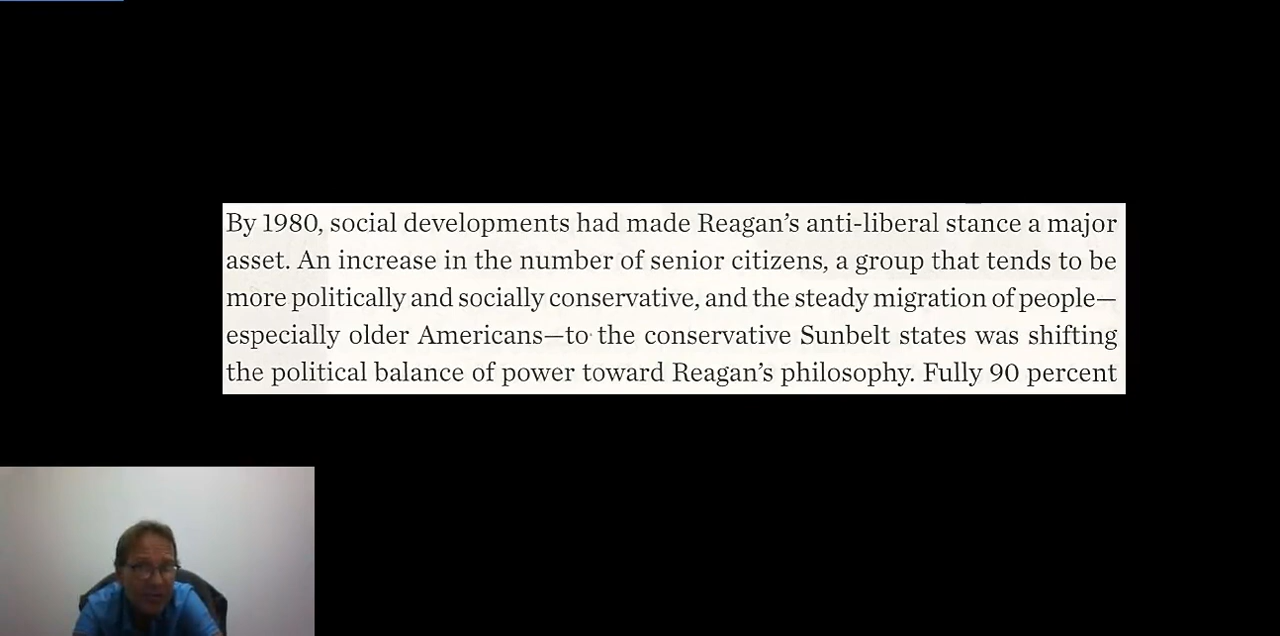 By 1980, social developments had made Reagan’s anti-liberal stance a major
asset. An increase in the number of senior citizens, a group that tends to be
more politically and socially conservative, and the steady migration of people—
especially older Americans—to the conservative Sunbelt states was shifting
the political balance of power toward Reagan’s philosophy. Fully 90 percent